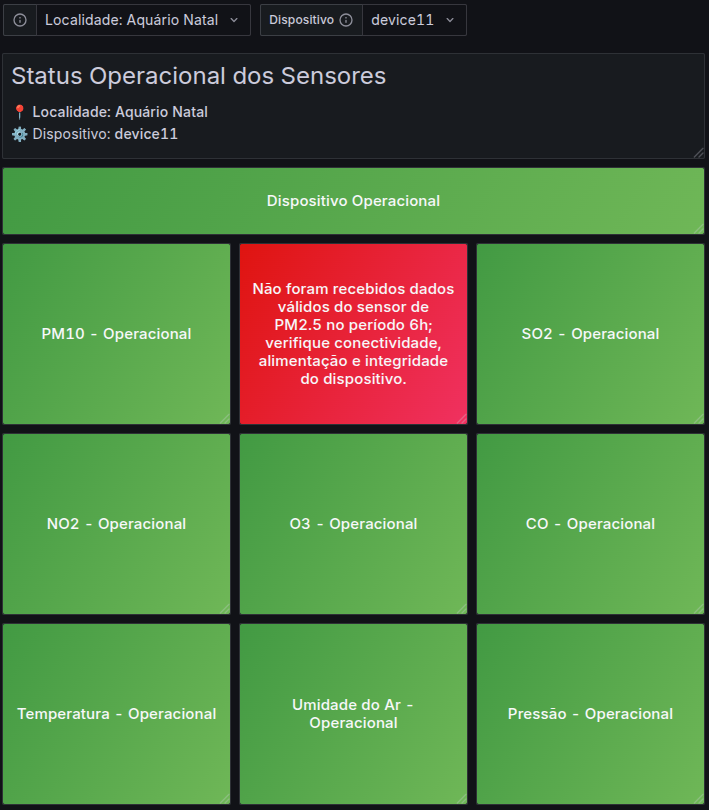 Localidade: Aquário Natal
Dispositivo
device11
Status Operacional dos Sensores
📍 Localidade: Aquário Natal
⚙️ Dispositivo: device11
Dispositivo Operacional
PM10 - Operacional
Não foram recebidos dados
válidos do sensor de
PM2.5 no período 6h;
verifique conectividade,
alimentação e integridade
do dispositivo.
SO2 - Operacional
NO2 - Operacional
O3 - Operacional
CO - Operacional
Temperatura - Operacional
Umidade do Ar -
Operacional
Pressão - Operacional